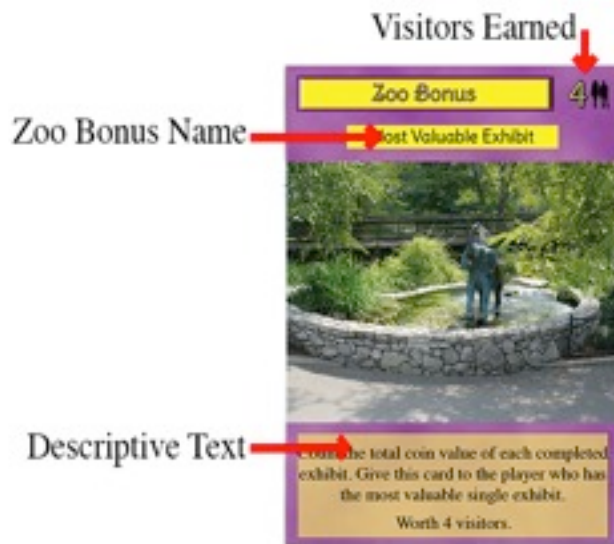 Visitors Earned
Zoo Bonus
4
Zoo Bonus Name
Most Valuable Exhibit
Descriptive Text
Count the total coin value of each completed
exhibit. Give this card to the player who has
the most valuable single exhibit.
Worth 4 visitors.